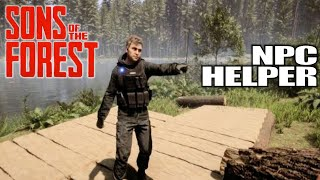 SONS
OF THE
FOREST
NPC
HELPER